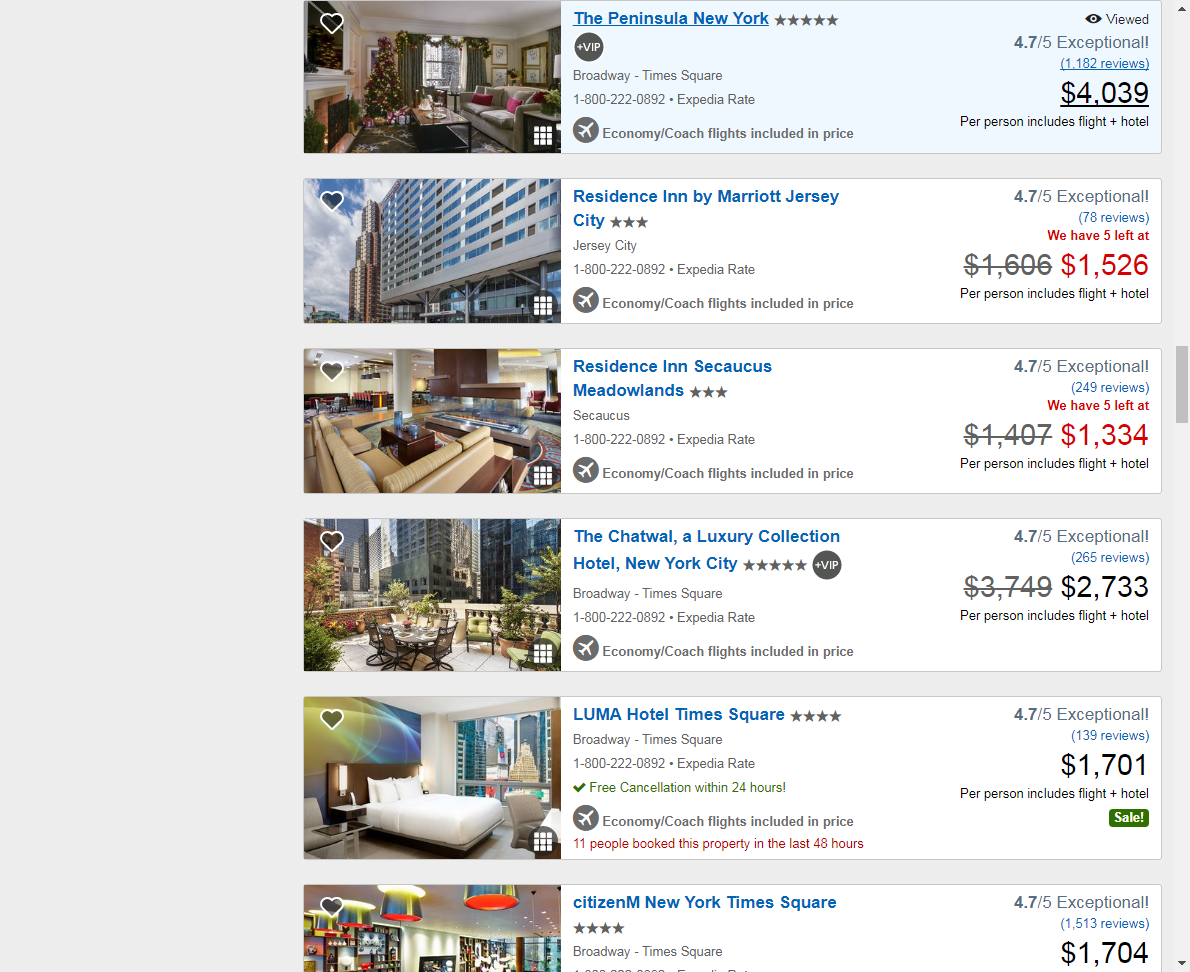 The Peninsula New York
Viewed
+VIP
4.7/5 Exceptional!
(1,182 reviews)
Broadway - Times Square
$4,039
1-800-222-0892 • Expedia Rate
Per person includes flight + hotel
Economy/Coach flights included in price
Residence Inn by Marriott Jersey
City
4.7/5 Exceptional!
(78 reviews)
We have 5 left at
Jersey City
$1,606 $1,526
1-800-222-0892 • Expedia Rate
Per person includes flight + hotel
Economy/Coach flights included in price
Residence Inn Secaucus
Meadowlands
4.7/5 Exceptional!
(249 reviews)
We have 5 left at
Secaucus
$1,407 $1,334
1-800-222-0892 • Expedia Rate
Per person includes flight + hotel
Economy/Coach flights included in price
The Chatwal, a Luxury Collection
Hotel, New York City
+VIP
4.7/5 Exceptional!
(265 reviews)
$3,749 $2,733
Broadway - Times Square
1-800-222-0892 • Expedia Rate
Per person includes flight + hotel
Economy/Coach flights included in price
LUMA Hotel Times Square
4.7/5 Exceptional!
(139 reviews)
Broadway - Times Square
1-800-222-0892 • Expedia Rate
$1,701
Free Cancellation within 24 hours!
Per person includes flight + hotel
Sale!
Economy/Coach flights included in price
11 people booked this property in the last 48 hours
citizenM New York Times Square
4.7/5 Exceptional!
(1,513 reviews)
Broadway - Times Square
$1,704